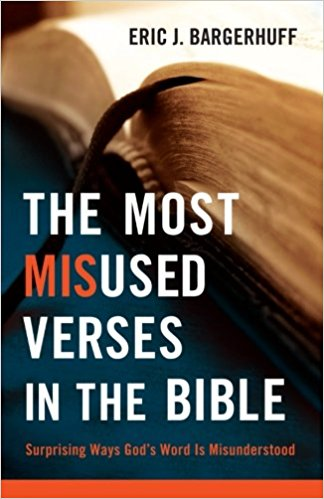 ERIC J. BARGERHUFF
THE MOST
MISUSED
VERSES
IN THE BIBLE
Surprising Ways God's Word Is Misunderstood